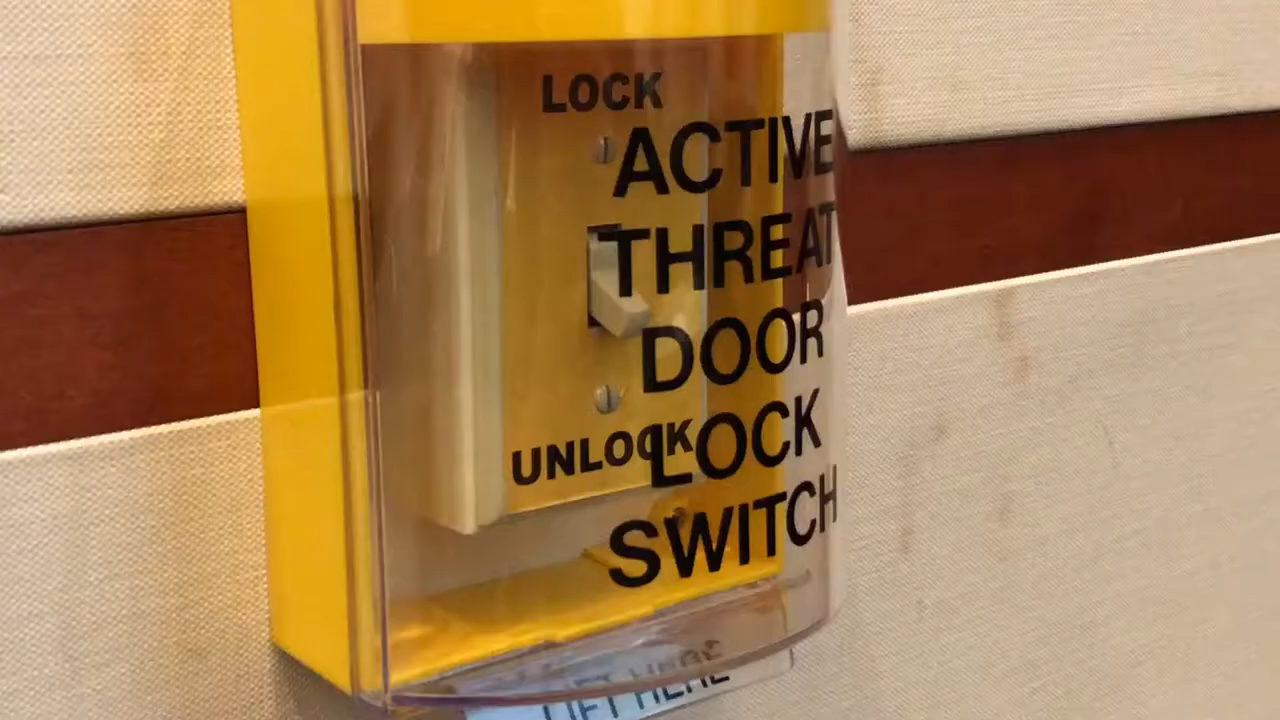 LOCK
ACTIVE
THREAT
DOOR
UNLOCK
LOCK
SWITCH
LIFT HERE